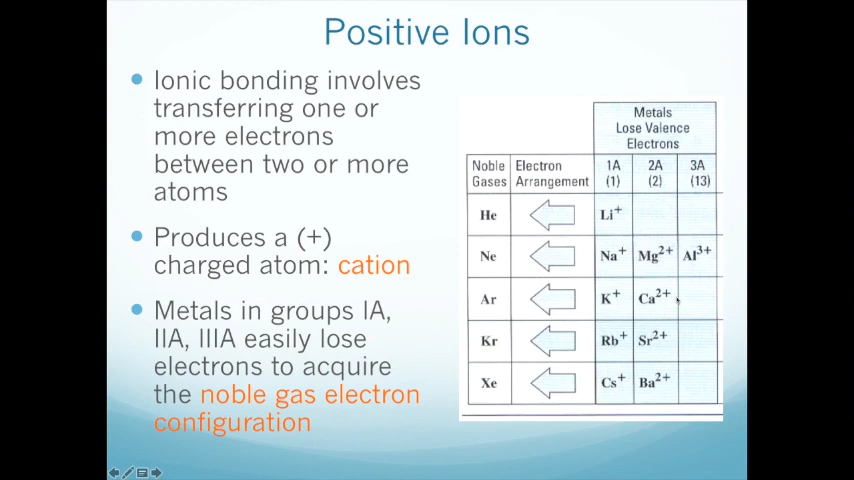 Positive Ions
Ionic bonding involves
transferring one or
more electrons
between two or more
atoms
Produces a (+)
charged atom: cation
Metals in groups IA,
IIA, IIIA easily lose
electrons to acquire
the noble gas electron
configuration
Metals
Lose Valence
Electrons
Noble Electron 1A 2A 3A
Gases Arrangement (1) (2) (13)
He Li+
Ne Na+ Mg2+ Al3+
Ar K+ Ca2+
Kr Rb+ Sr2+
Xe Cs+ Ba2+